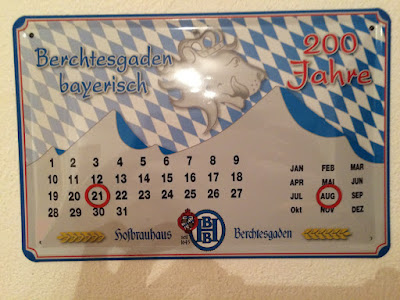 Berchtesgaden
bayerisch
200
Jahre
1 2 3 4 5 6 7 8 9
10 11 12 13 14 15 16 17 18
19 20 21 22 23 24 25 26 27
28 29 30 31
JAN FEB MAR
APR MAI JUN
JUL AUG SEP
Okt NOV DEZ
Hofbrauhaus
HB
B
Berchtesgaden